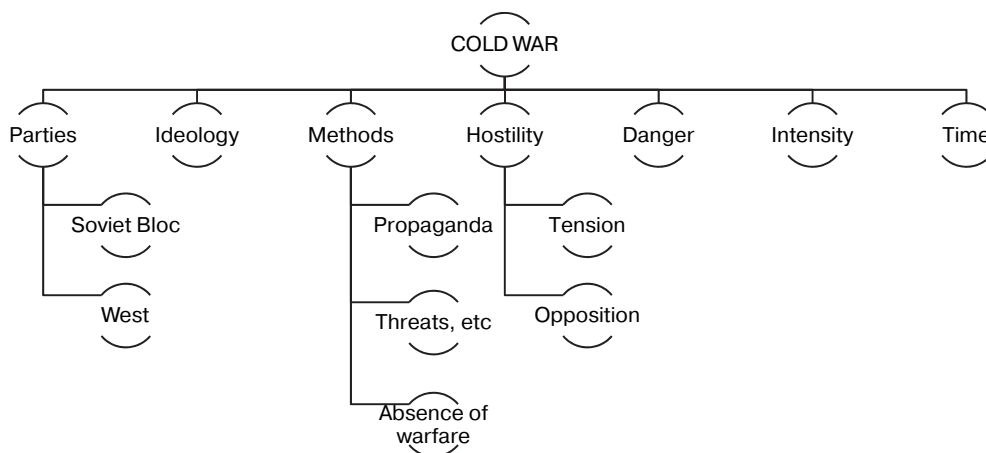 COLD WAR
Parties
Ideology
Methods
Hostility
Danger
Intensity
Time
Soviet Bloc
Propaganda
Tension
West
Threats, etc
Opposition
Absence of
warfare